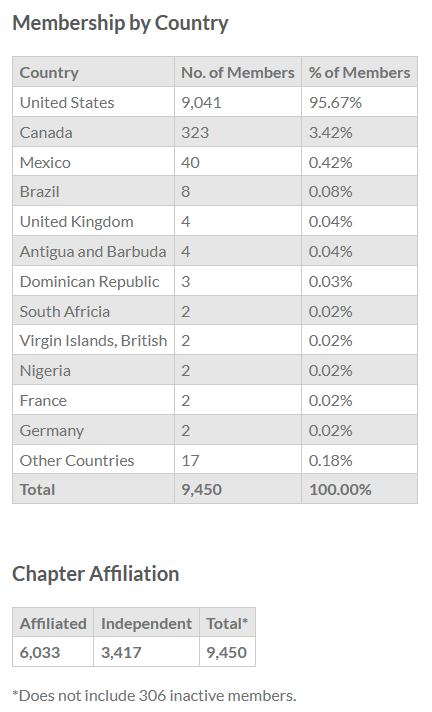 Membership by Country
Country No. of Members % of Members
United States 9,041 95.67%
Canada 323 3.42%
Mexico 40 0.42%
Brazil 8 0.08%
United Kingdom 4 0.04%
Antigua and Barbuda 4 0.04%
Dominican Republic 3 0.03%
South Africia 2 0.02%
Virgin Islands, British 2 0.02%
Nigeria 2 0.02%
France 2 0.02%
Germany 2 0.02%
Other Countries 17 0.18%
Total 9,450 100.00%
Chapter Affiliation
Affiliated Independent Total*
6,033 3,417 9,450
*Does not include 306 inactive members.